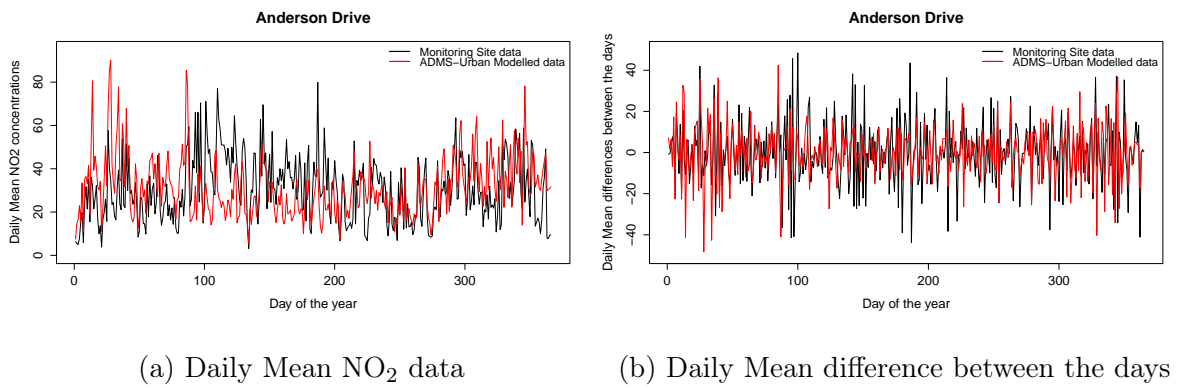 Anderson Drive
Monitoring Site data
ADMS−Urban Modelled data
Daily Mean NO2 concentrations
80
60
40
20
0
0 100 200 300
Day of the year
(a) Daily Mean NO₂ data
Anderson Drive
Monitoring Site data
ADMS−Urban Modelled data
Daily Mean differences between the days
40
20
0
−20
−40
0 100 200 300
Day of the year
(b) Daily Mean difference between the days